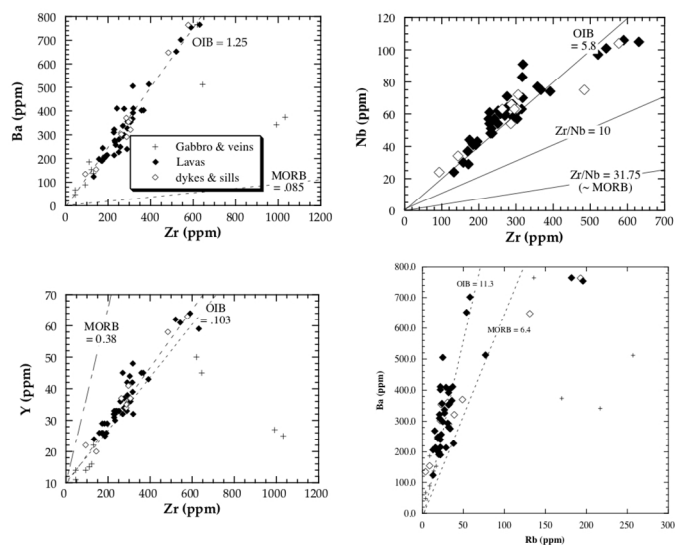 800
700
600
500
400
300
200
100
0
Ba (ppm)
OIB = 1.25
Gabbro & veins
Lavas
dykes & sills
MORB
= .085
0 200 400 600 800 1000 1200
Zr (ppm)
120
100
80
60
40
20
0
Nb (ppm)
OIB
= 5.8
Zr/Nb = 10
Zr/Nb = 31.75
(~ MORB)
0 100 200 300 400 500 600 700
Zr (ppm)
70
60
50
40
30
20
10
Y (ppm)
MORB
= 0.38
OIB
= .103
0 200 400 600 800 1000 1200
Zr (ppm)
800.0
700.0
600.0
500.0
400.0
300.0
200.0
100.0
0.0
Ba (ppm)
OIB = 11.3
MORB = 6.4
0 50 100 150 200 250 300
Rb (ppm)